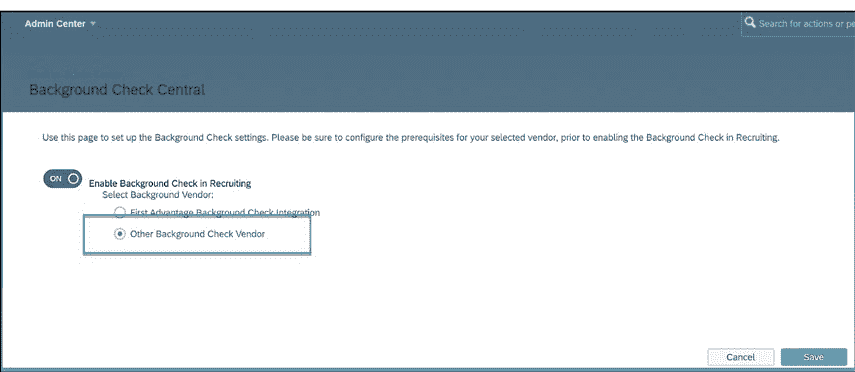 Admin Center
Search for actions or pe
Background Check Central
Use this page to set up the Background Check settings. Please be sure to configure the prerequisites for your selected vendor, prior to enabling the Background Check in Recruiting.
ON
Enable Background Check in Recruiting
Select Background Vendor:
First Advantage Background Check Integration
Other Background Check Vendor
Cancel Save